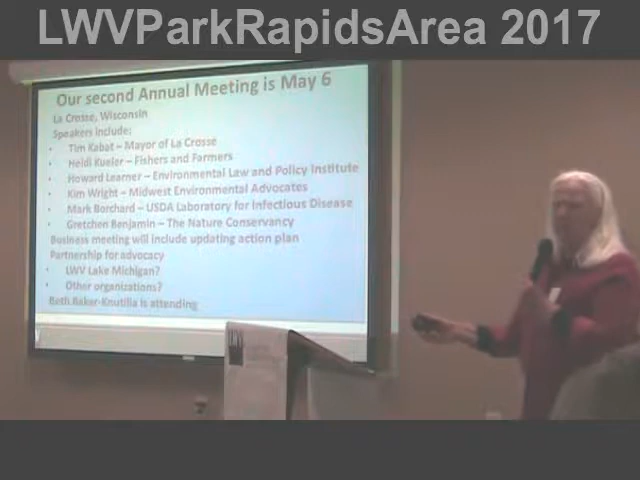 LWVParkRapidsArea 2017
Our second Annual Meeting is May 6
La Crosse, Wisconsin
Speakers include:
• Tim Kabat – Mayor of La Crosse
• Heidi Kueler – Fishers and Farmers
• Howard Learner – Environmental Law and Policy Institute
• Kim Wright – Midwest Environmental Advocates
• Mark Borchard – USDA Laboratory for Infectious Disease
• Gretchen Benjamin – The Nature Conservancy
Business meeting will include updating action plan
Partnership for advocacy
• LWV Lake Michigan?
• Other organizations?
Beth Baker-Knutilla is attending